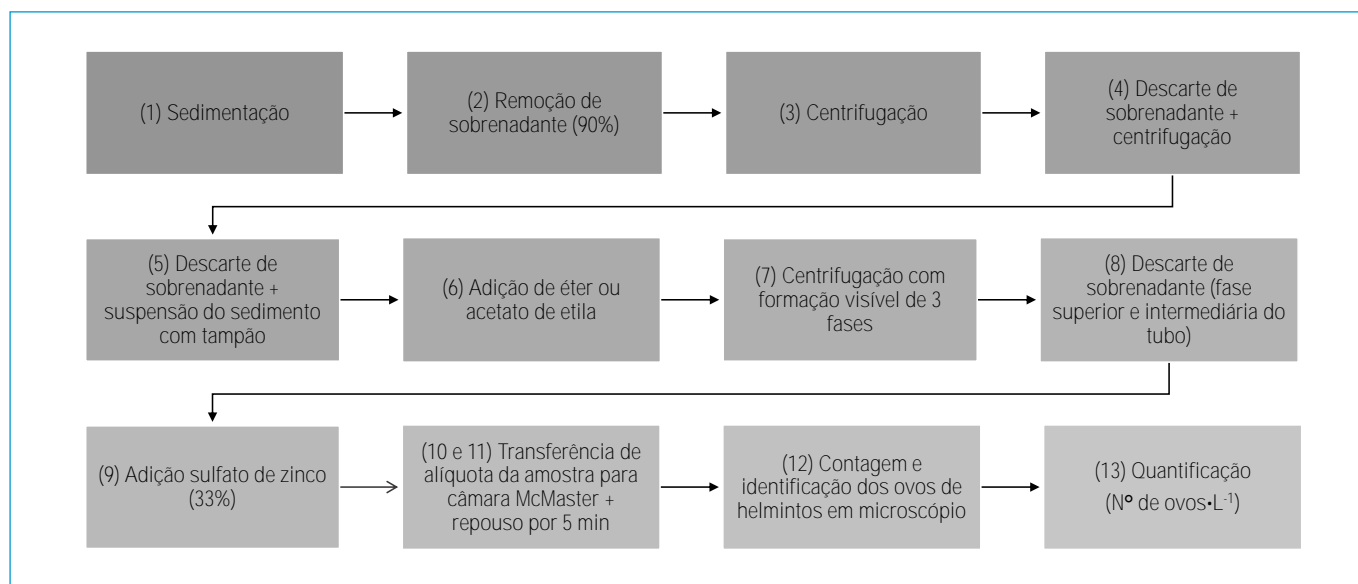 (1) Sedimentação
(2) Remoção de
sobrenadante (90%)
(3) Centrifugação
(4) Descarte de
sobrenadante +
centrifugação
(5) Descarte de
sobrenadante +
suspensão do sedimento
com tampão
(6) Adição de éter ou
acetato de etila
(7) Centrifugação com
formação visível de 3
fases
(8) Descarte de
sobrenadante (fase
superior e intermediária do
tubo)
(9) Adição sulfato de zinco
(33%)
(10 e 11) Transferência de
alíquota da amostra para
câmara McMaster +
repouso por 5 min
(12) Contagem e
identificação dos ovos de
helmintos em microscópio
(13) Quantificação
(Nº de ovos•L⁻¹)